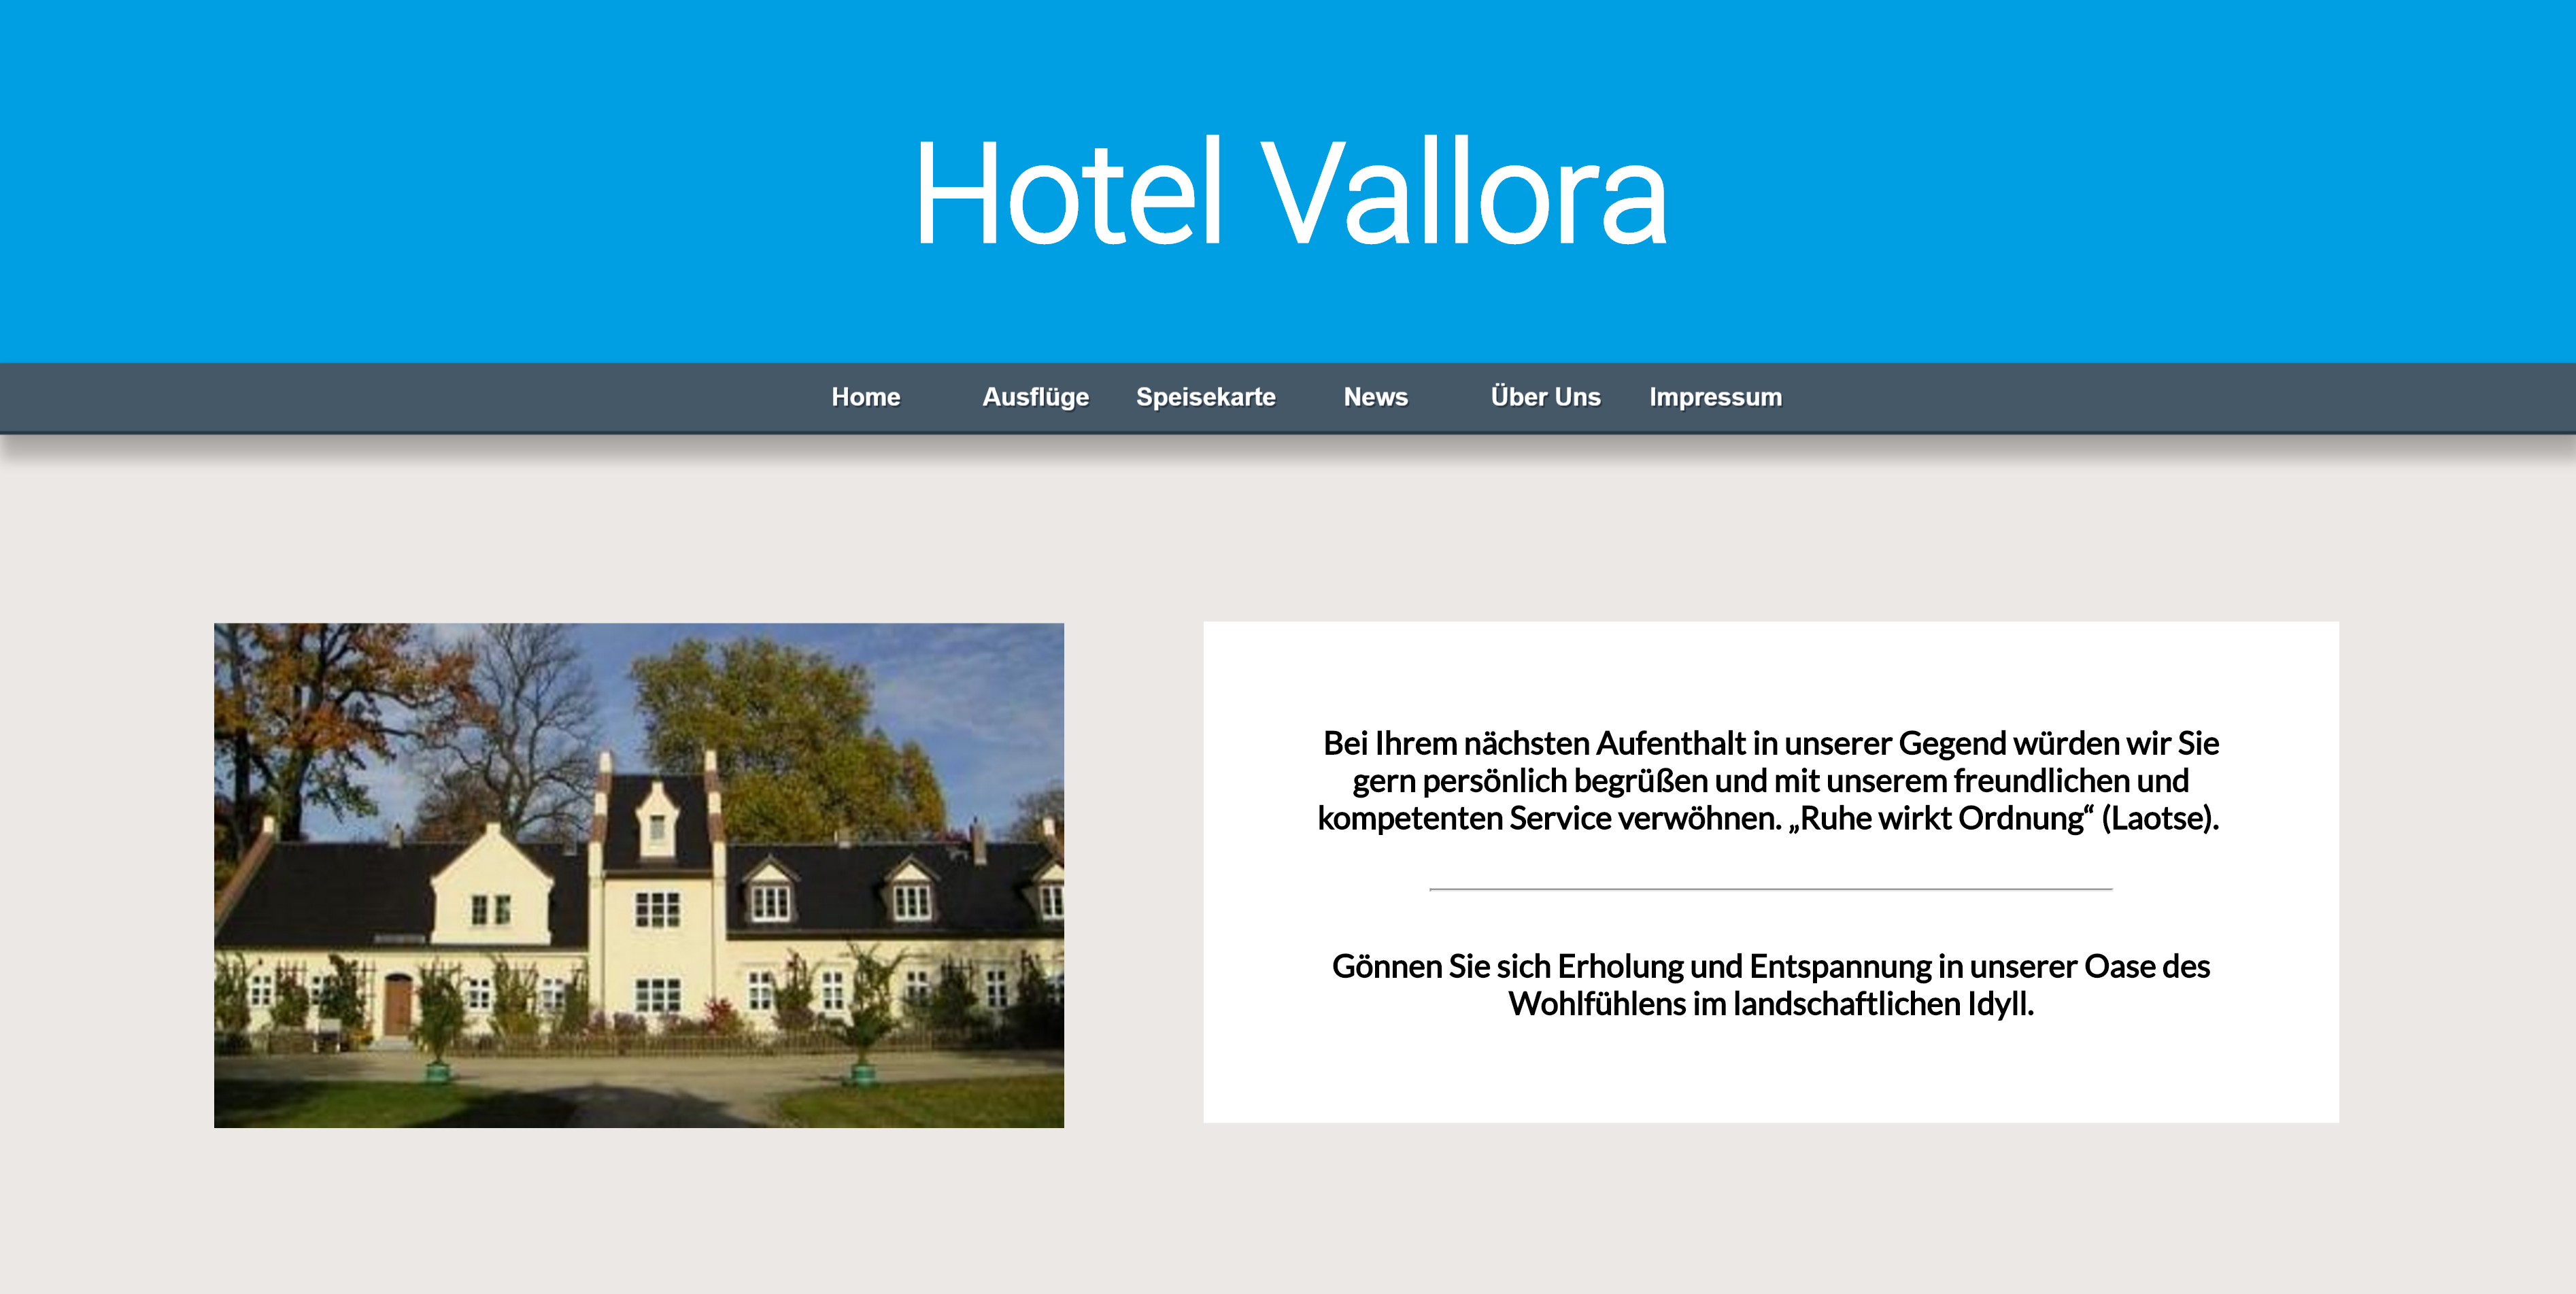 Hotel Vallora
Home Ausflüge Speisekarte News Über Uns Impressum
Bei Ihrem nächsten Aufenthalt in unserer Gegend würden wir Sie
gern persönlich begrüßen und mit unserem freundlichen und
kompetenten Service verwöhnen. „Ruhe wirkt Ordnung“ (Laotse).
Gönnen Sie sich Erholung und Entspannung in unserer Oase des
Wohlfühlens im landschaftlichen Idyll.